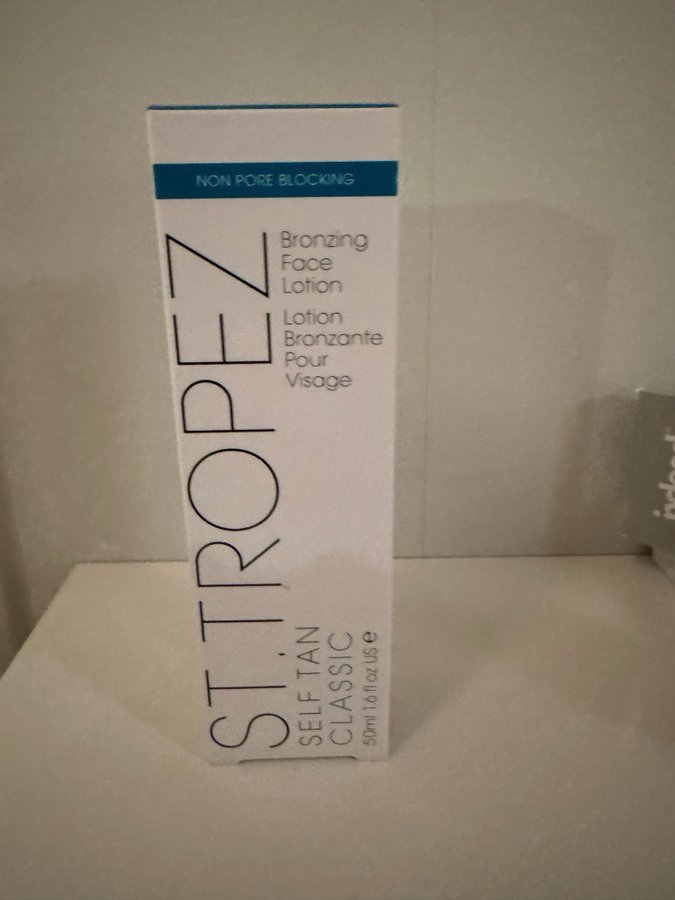 NON PORE BLOCKING
Bronzing
Face
Lotion
Lotion
Bronzante
Pour
Visage
ST.TROPEZ
SELF TAN
CLASSIC
50ml 1.6 fl oz US e
indeed